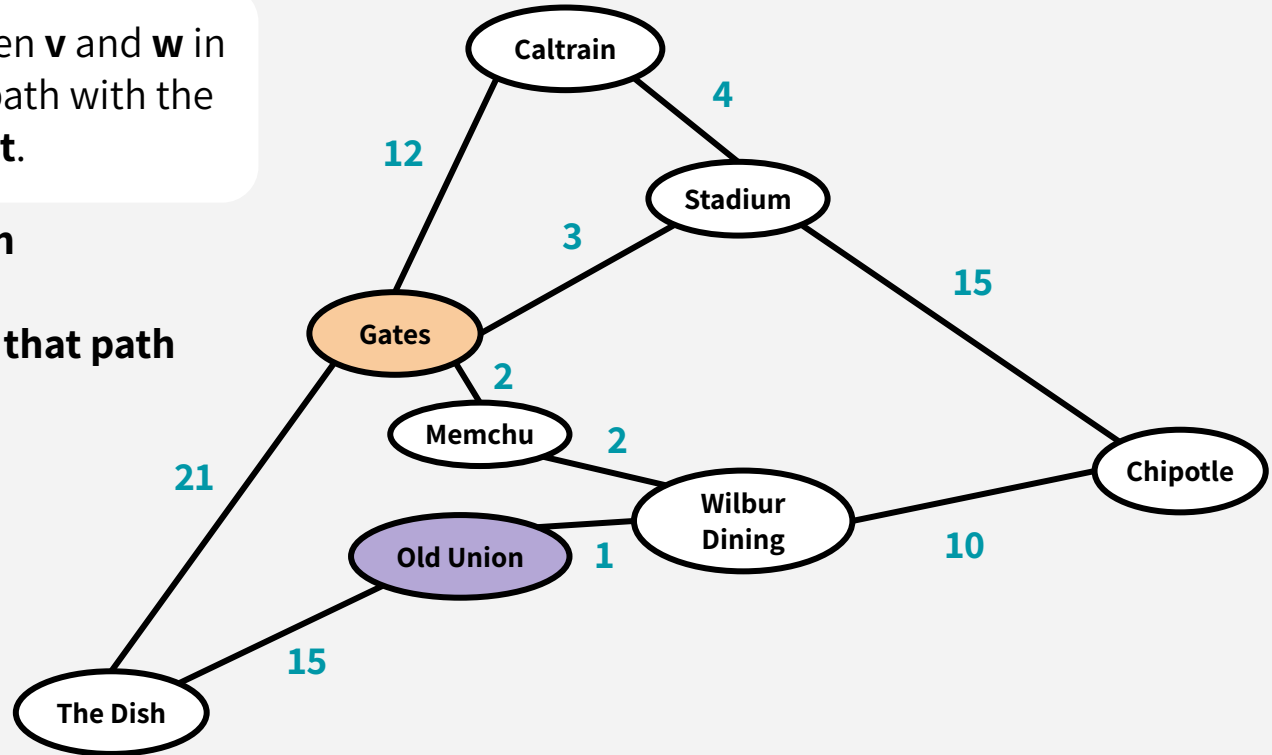 en v and w in
path with the
t.
n
that path
Caltrain
4
12
Stadium
3
15
Gates
2
Memchu
2
21
Chipotle
Wilbur
Dining
Old Union
1
10
15
The Dish